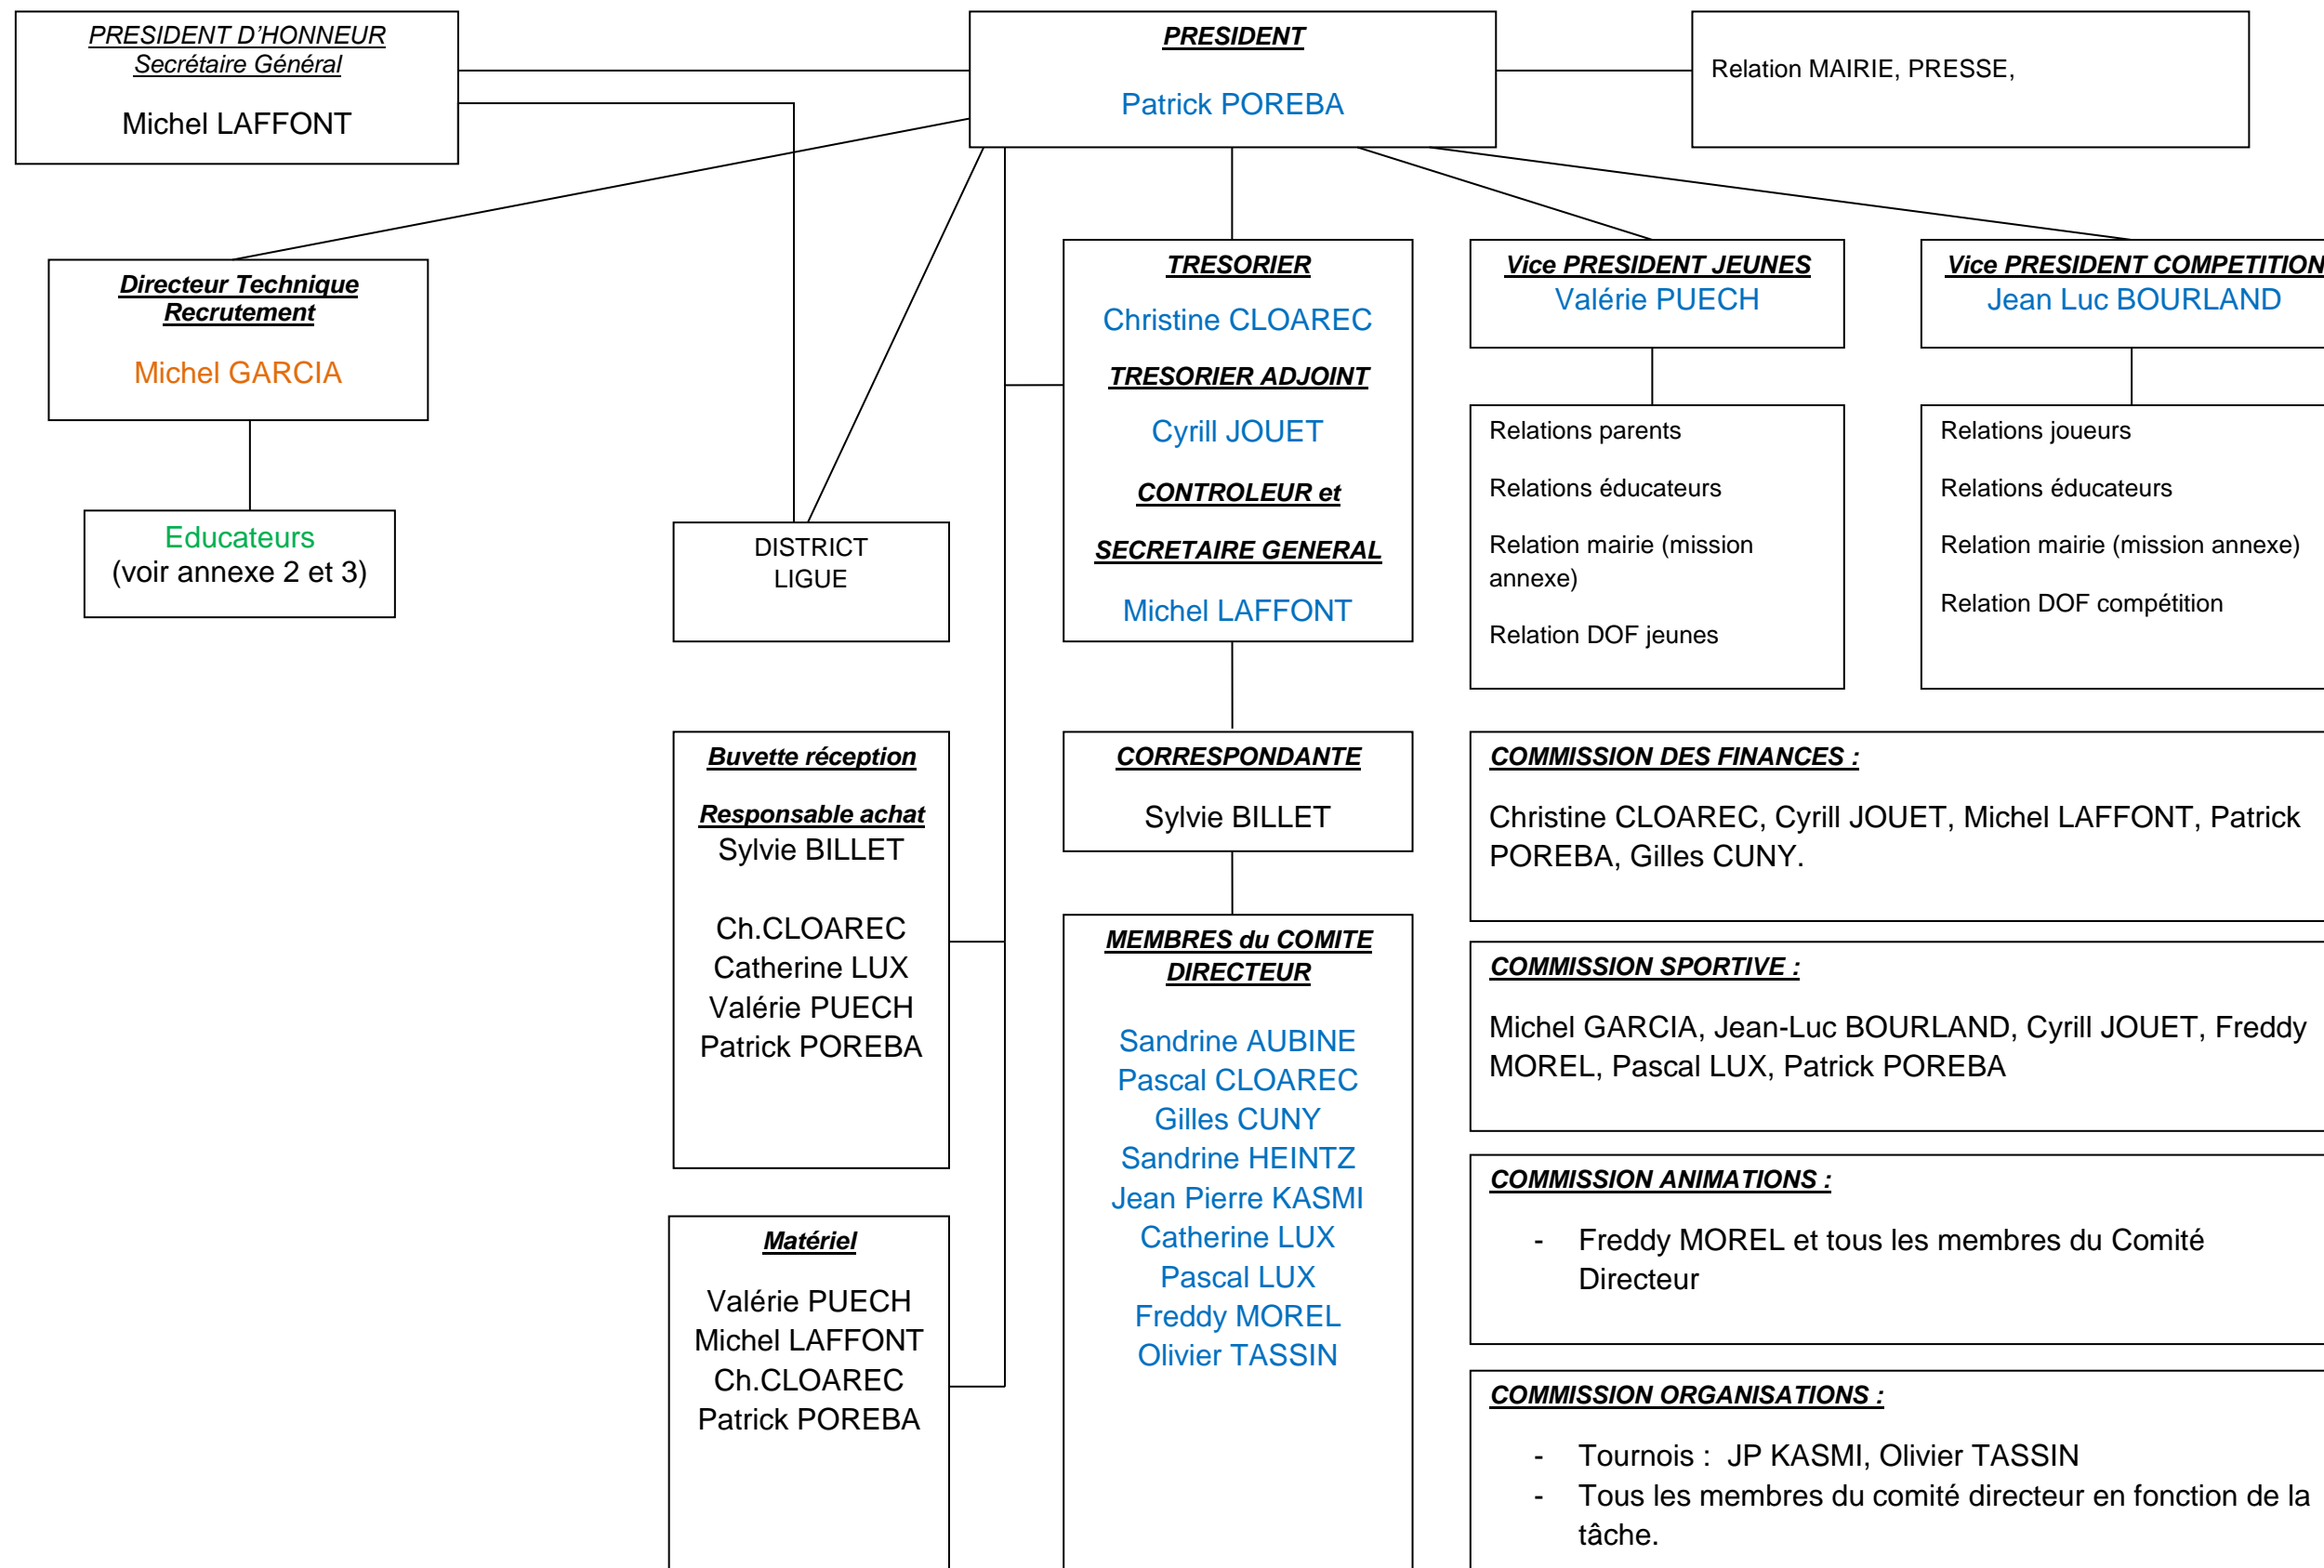 PRESIDENT D'HONNEUR
Secrétaire Général
Michel LAFFONT
PRESIDENT
Patrick POREBA
Relation MAIRIE, PRESSE,
Directeur Technique
Recrutement
Michel GARCIA
Educateurs
(voir annexe 2 et 3)
DISTRICT
LIGUE
TRESORIER
Christine CLOAREC
TRESORIER ADJOINT
Cyrill JOUET
CONTROLEUR et
SECRETAIRE GENERAL
Michel LAFFONT
Vice PRESIDENT JEUNES
Valérie PUECH
Relations parents
Relations éducateurs
Relation mairie (mission
annexe)
Relation DOF jeunes
Vice PRESIDENT COMPETITION
Jean Luc BOURLAND
Relations joueurs
Relations éducateurs
Relation mairie (mission annexe)
Relation DOF compétition
Buvette réception
Responsable achat
Sylvie BILLET
Ch.CLOAREC
Catherine LUX
Valérie PUECH
Patrick POREBA
Matériel
Valérie PUECH
Michel LAFFONT
Ch.CLOAREC
Patrick POREBA
CORRESPONDANTE
Sylvie BILLET
MEMBRES du COMITE
DIRECTEUR
Sandrine AUBINE
Pascal CLOAREC
Gilles CUNY
Sandrine HEINTZ
Jean Pierre KASMI
Catherine LUX
Pascal LUX
Freddy MOREL
Olivier TASSIN
COMMISSION DES FINANCES :
Christine CLOAREC, Cyrill JOUET, Michel LAFFONT, Patrick
POREBA, Gilles CUNY.
COMMISSION SPORTIVE :
Michel GARCIA, Jean-Luc BOURLAND, Cyrill JOUET, Freddy
MOREL, Pascal LUX, Patrick POREBA
COMMISSION ANIMATIONS :
- Freddy MOREL et tous les membres du Comité
Directeur
COMMISSION ORGANISATIONS :
- Tournois : JP KASMI, Olivier TASSIN
- Tous les membres du comité directeur en fonction de la
tâche.